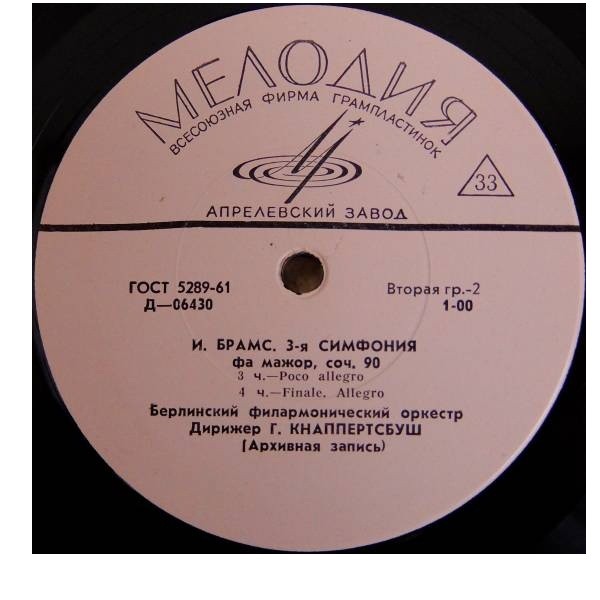 МЕЛОДИЯ
ВСЕСОЮЗНАЯ ФИРМА ГРАМПЛАСТИНОК
33
АПРЕЛЕВСКИЙ ЗАВОД
ГОСТ 5289-61
Вторая гр.-2
Д—06430
1-00
И. БРАМС. 3-я СИМФОНИЯ
фа мажор, соч. 90
3 ч.—Poco allegro
4 ч.—Finale. Allegro
Берлинский филармонический оркестр
Дирижер Г. КНАППЕРТСБУШ
(Архивная запись)